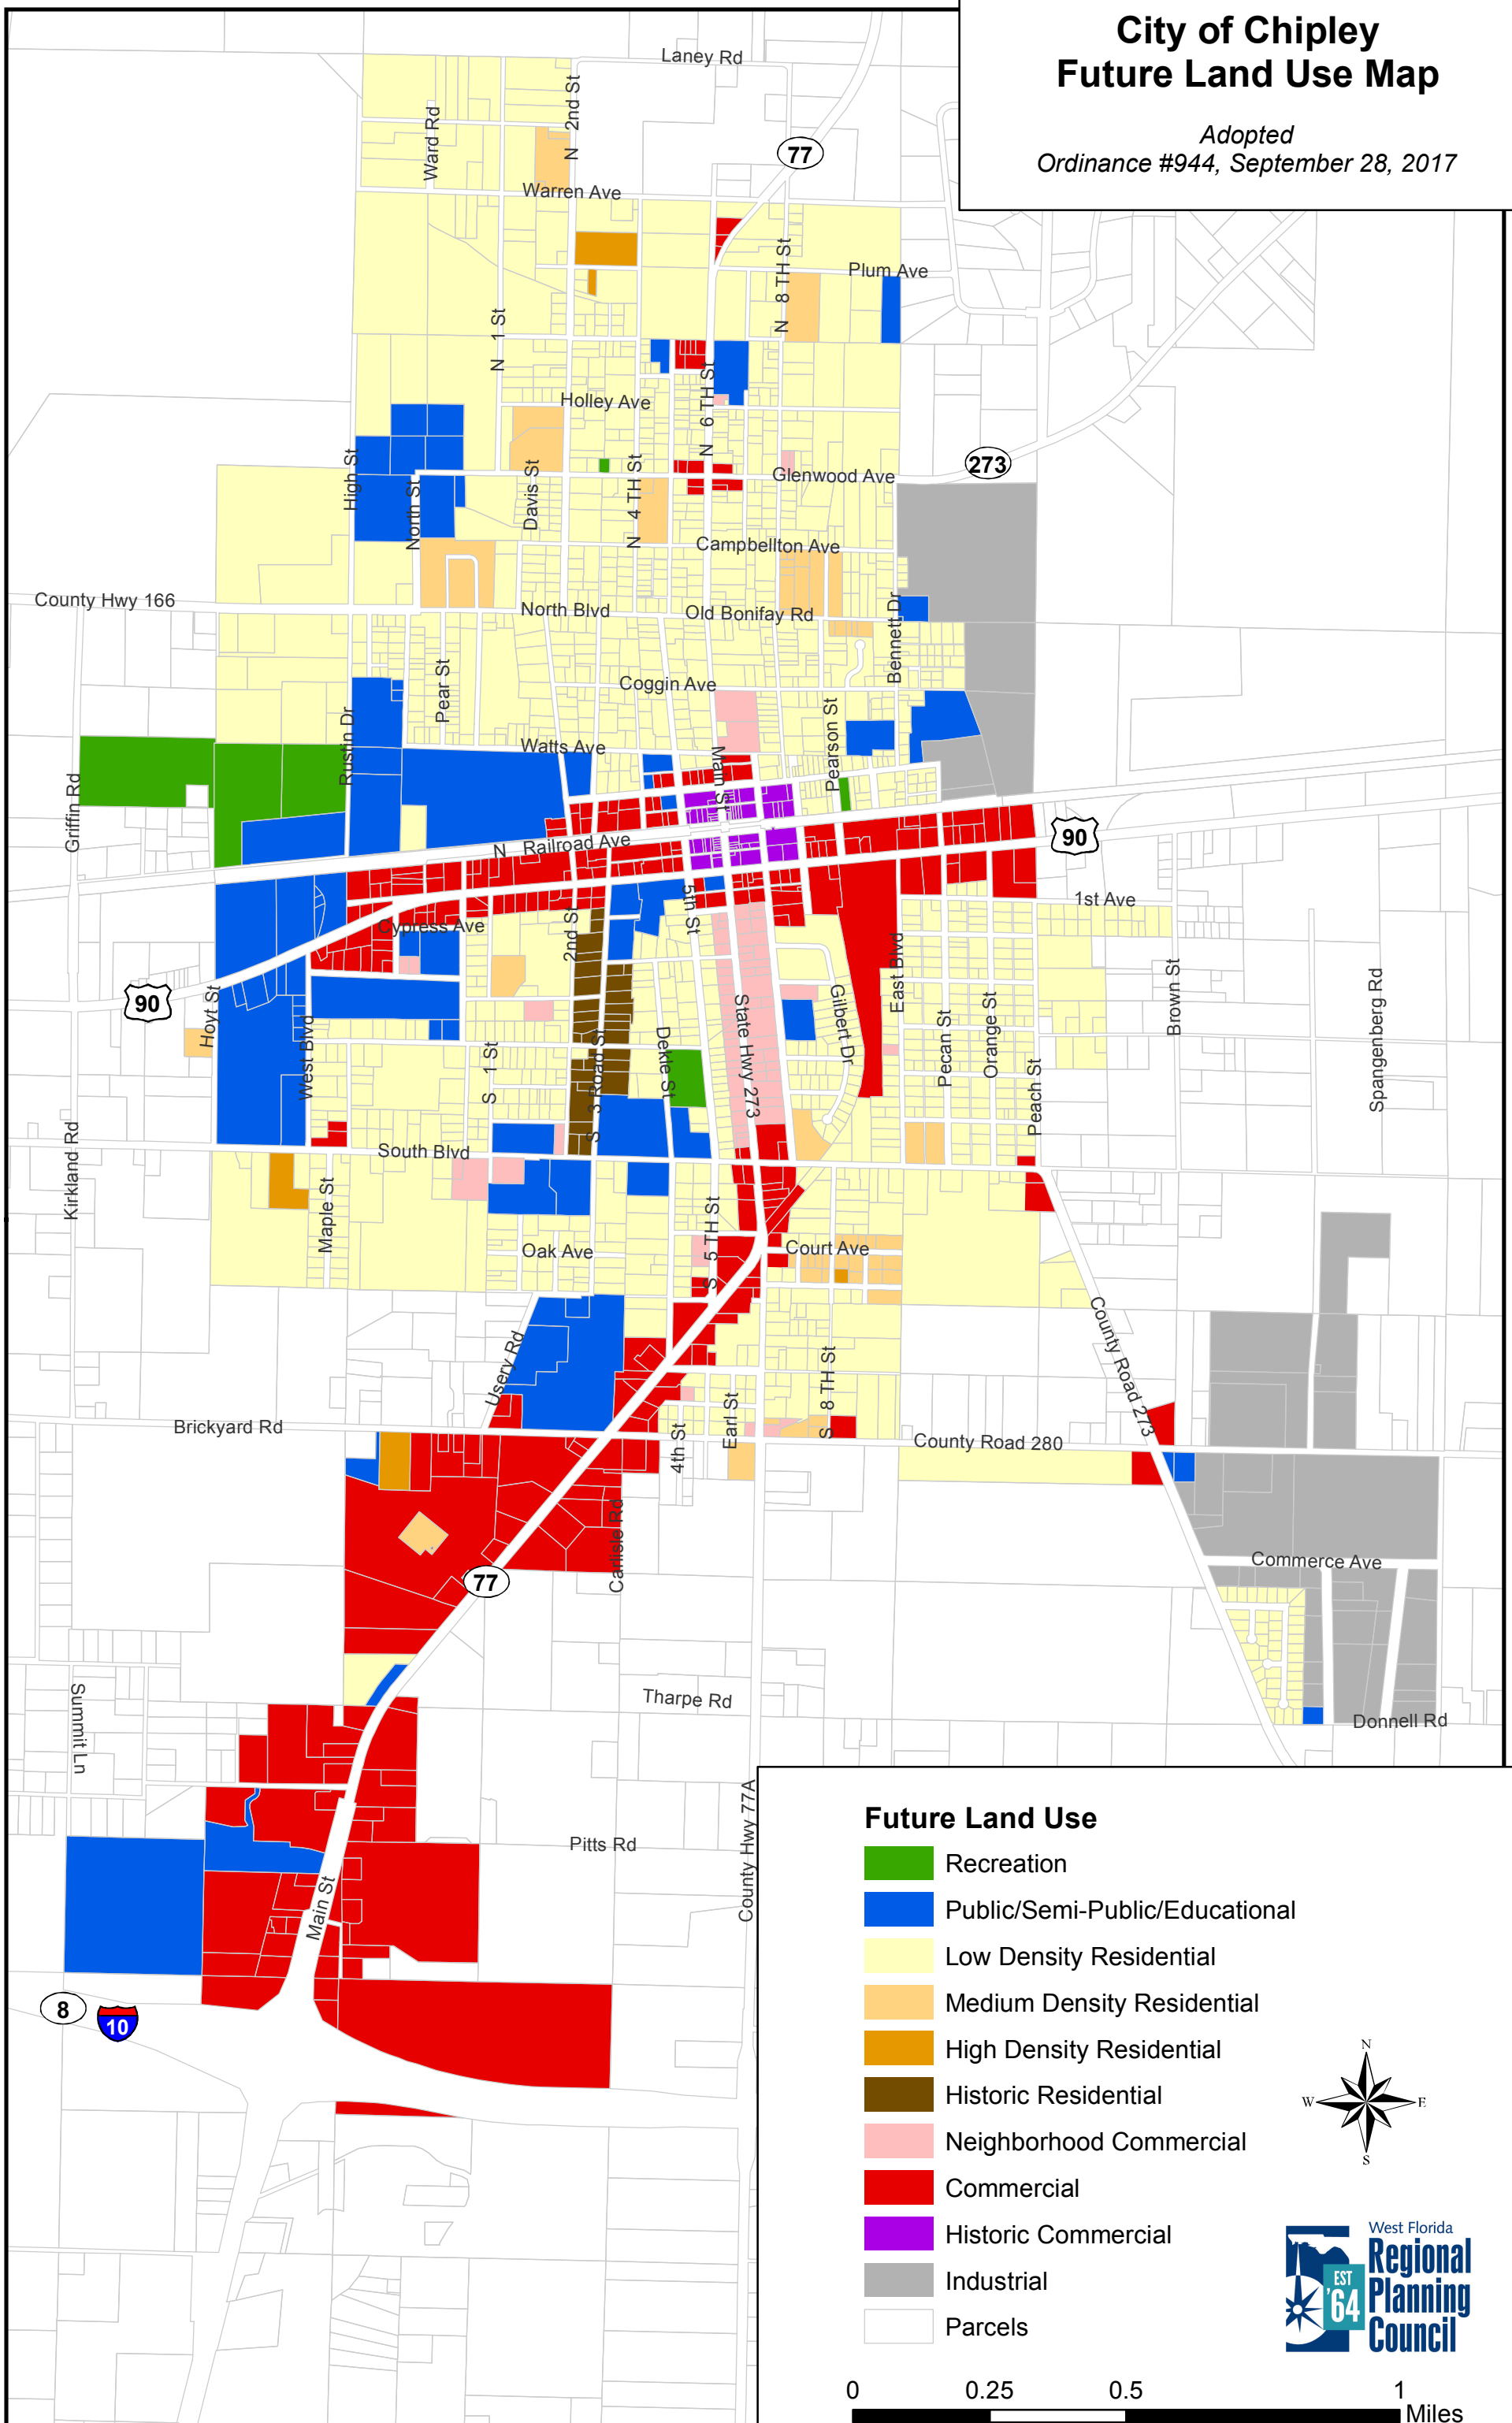 City of Chipley
Future Land Use Map
Adopted
Ordinance #944, September 28, 2017
Laney Rd
Ward Rd
N 2nd St
77
Warren Ave
N 8TH St
Plum Ave
N 1 St
N 6TH St
Holley Ave
High St
North St
Davis St
N 4TH St
Glenwood Ave
273
Campbellton Ave
County Hwy 166
North Blvd
Old Bonifay Rd
Bennett Dr
Coggin Ave
Pear St
Rustin Dr
Watts Ave
Main St
Pearson St
Griffin Rd
N Railroad Ave
90
1st Ave
Cypress Ave
2nd St
5th St
90
Hoyt St
West Blvd
S 1 St
S 3 Road St
Dekle St
State Hwy 273
Gilbert Dr
East Blvd
Pecan St
Orange St
Peach St
Brown St
Spangenberg Rd
Kirkland Rd
South Blvd
Maple St
Oak Ave
S 5TH St
Court Ave
Usery Rd
Brickyard Rd
4th St
Earl St
S 8TH St
County Road 273
County Road 280
Carlisle Rd
77
Commerce Ave
Donnell Rd
Summit Ln
Tharpe Rd
Pitts Rd
County Hwy 77A
Main St
8
10
Future Land Use
Recreation
Public/Semi-Public/Educational
Low Density Residential
Medium Density Residential
High Density Residential
Historic Residential
Neighborhood Commercial
Commercial
Historic Commercial
Industrial
Parcels
N
W
E
S
West Florida
Regional
Planning
Council
EST
'64
0 0.25 0.5 1
Miles